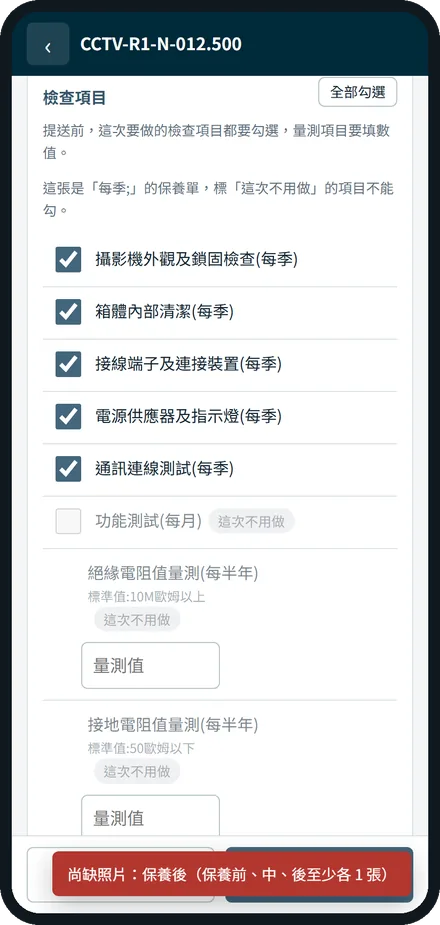 ‹
CCTV-R1-N-012.500
檢查項目
全部勾選
提送前，這次要做的檢查項目都要勾選，量測項目要填數
值。
這張是「每季;」的保養單，標「這次不用做」的項目不能
勾。
攝影機外觀及鎖固檢查(每季)
箱體內部清潔(每季)
接線端子及連接裝置(每季)
電源供應器及指示燈(每季)
通訊連線測試(每季)
功能測試(每月) 這次不用做
絕緣電阻值量測(每半年)
標準值:10M歐姆以上
這次不用做
量測值
接地電阻值量測(每半年)
標準值:50歐姆以下
這次不用做
量測值
尚缺照片：保養後（保養前、中、後至少各 1 張）